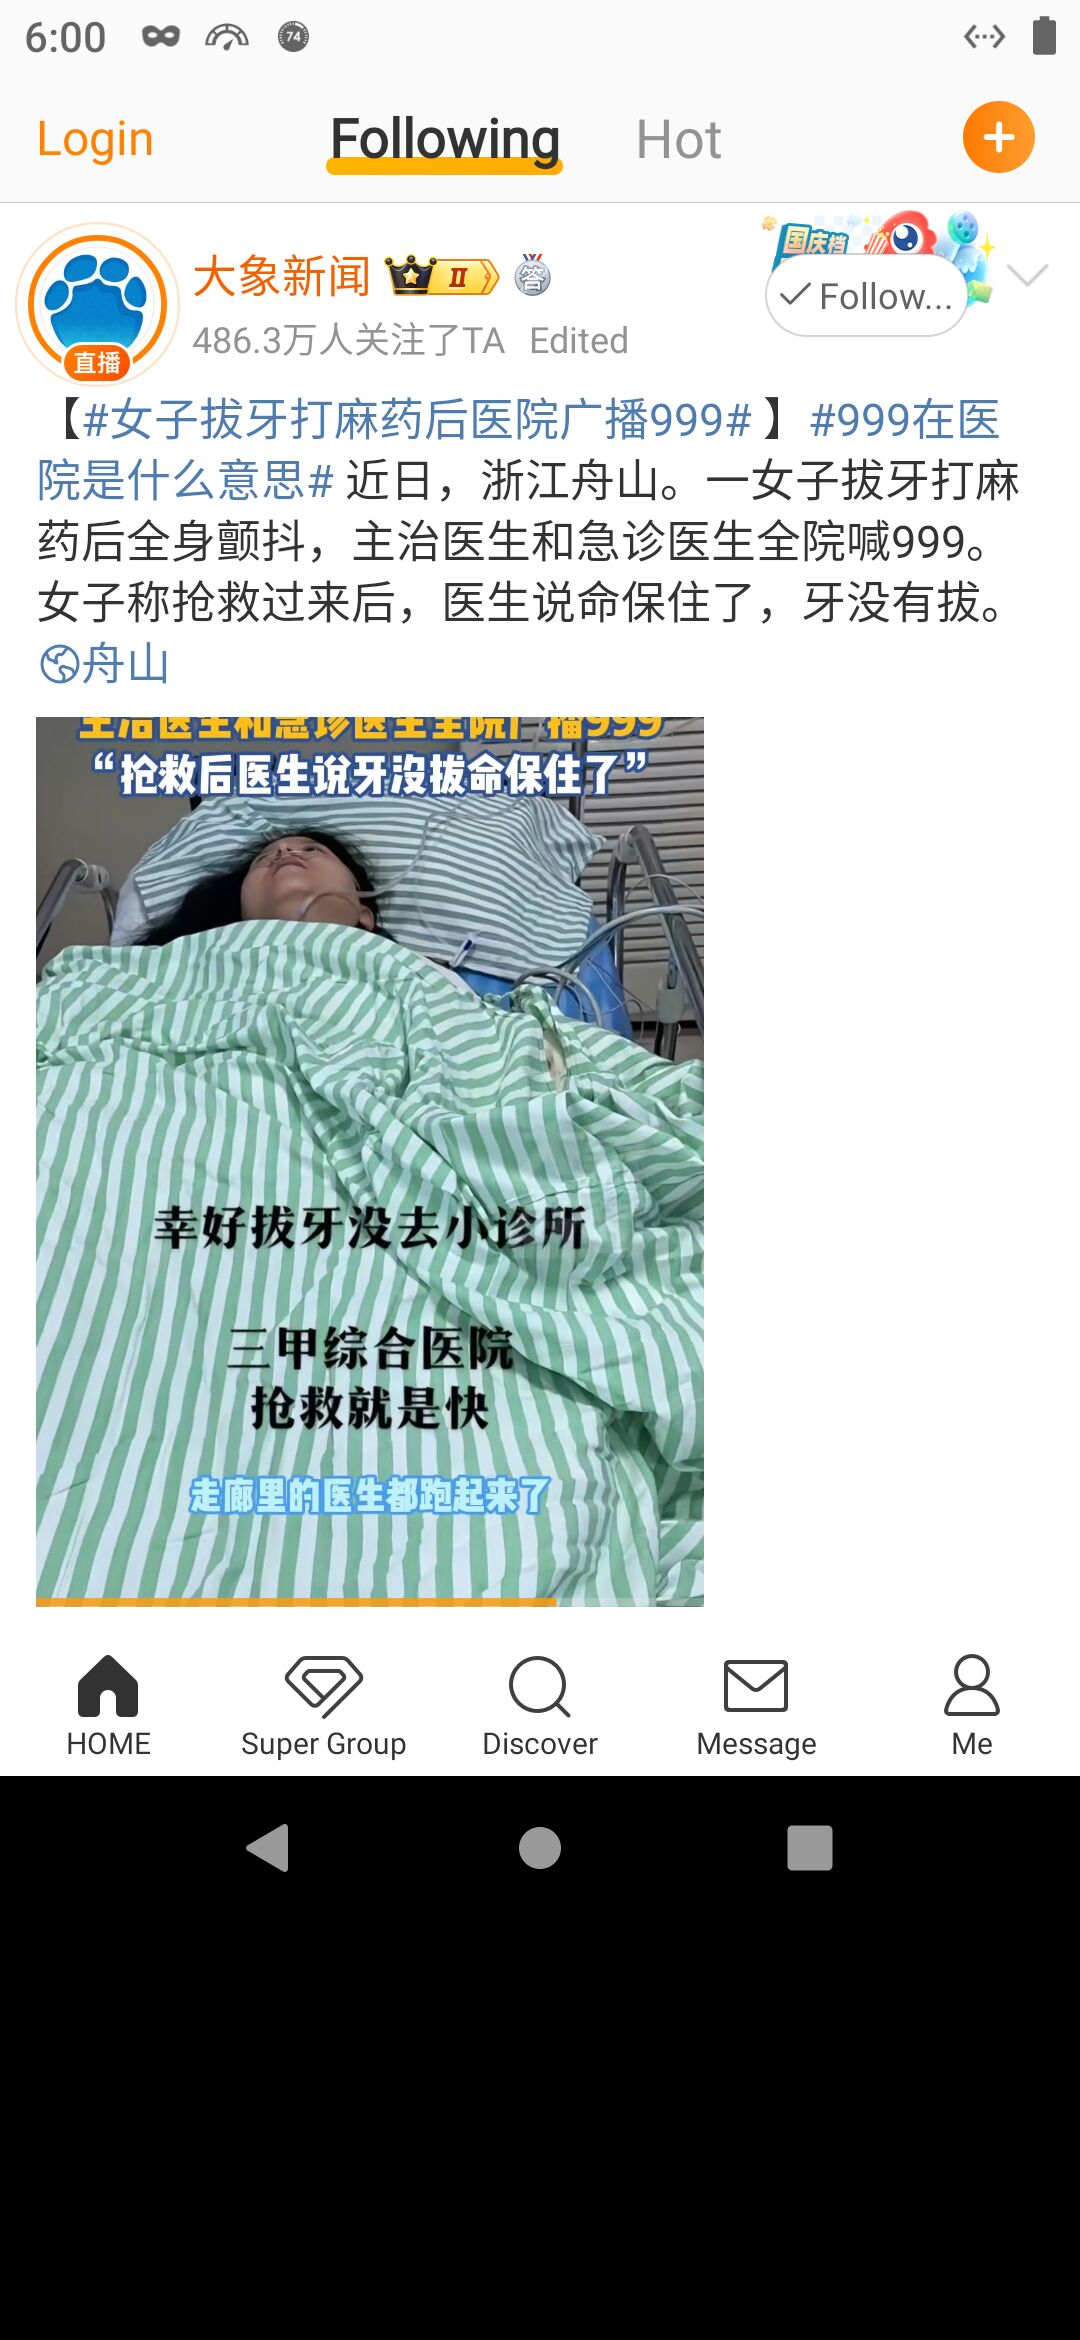 6:00
74
Login
Following
Hot
国庆档
大象新闻
II
答
Follow...
486.3万人关注了TA Edited
直播
【#女子拔牙打麻药后医院广播999# 】 #999在医
院是什么意思# 近日，浙江舟山。一女子拔牙打麻
药后全身颤抖，主治医生和急诊医生全院喊999。
女子称抢救过来后，医生说命保住了，牙没有拔。
舟山
主治医生和急诊医生全院广播999
“抢救后医生说牙没拔命保住了”
幸好拔牙没去小诊所
三甲综合医院
抢救就是快
走廊里的医生都跑起来了
HOME
Super Group
Discover
Message
Me